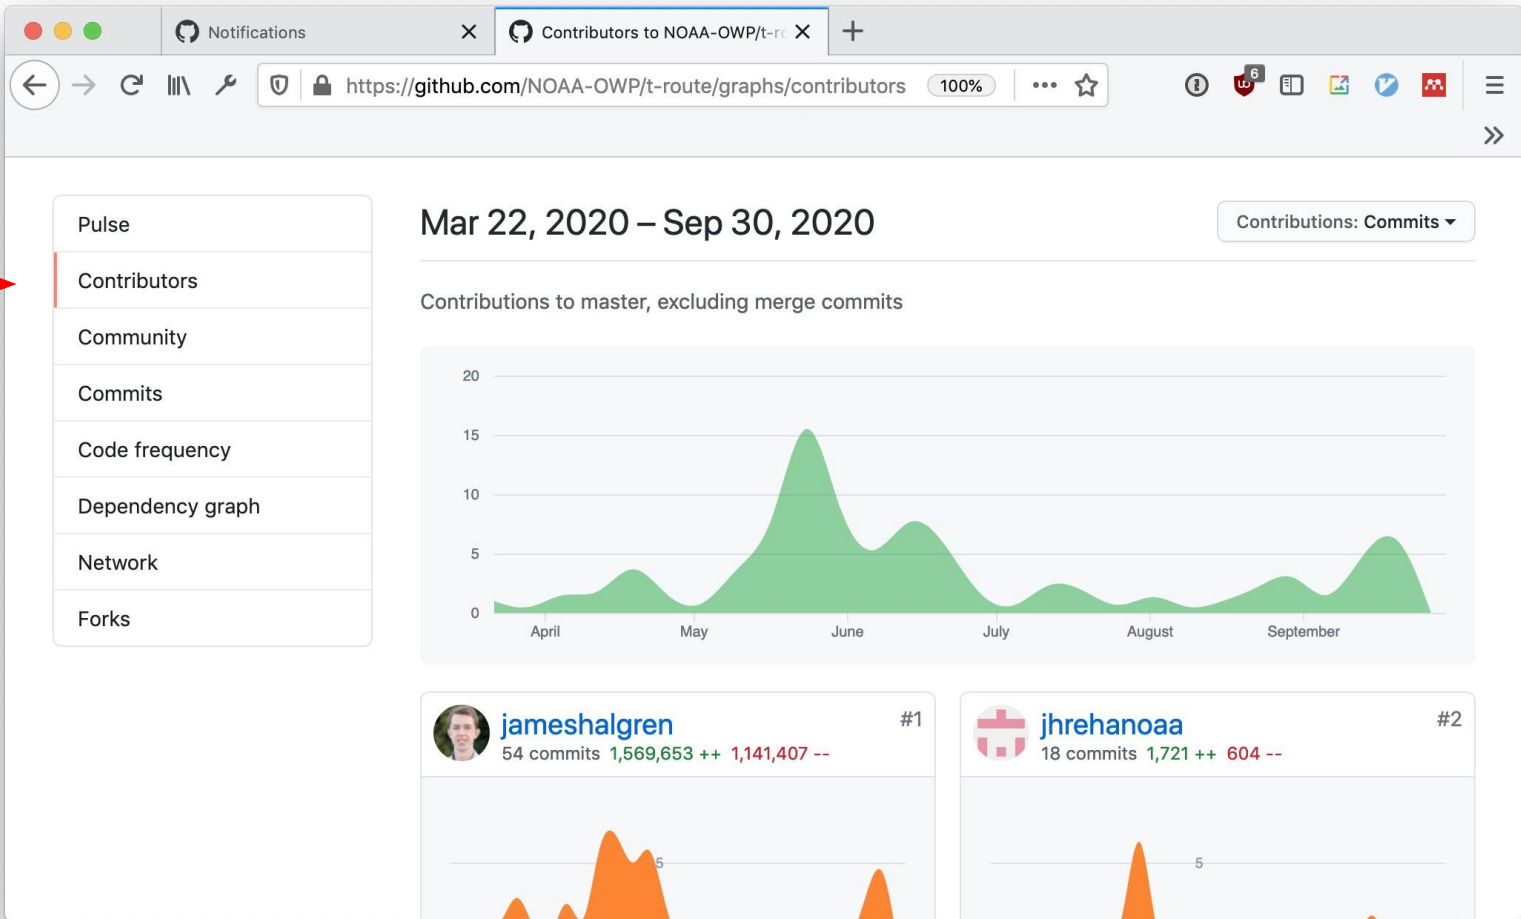 Notifications
Contributors to NOAA-OWP/t-ro
https://github.com/NOAA-OWP/t-route/graphs/contributors
100%
6
Pulse
Contributors
Community
Commits
Code frequency
Dependency graph
Network
Forks
Mar 22, 2020 – Sep 30, 2020
Contributions: Commits
Contributions to master, excluding merge commits
20
15
10
5
0
April May June July August September
jameshalgren
#1
54 commits 1,569,653 ++ 1,141,407 --
5
jhrehanoaa
#2
18 commits 1,721 ++ 604 --
5